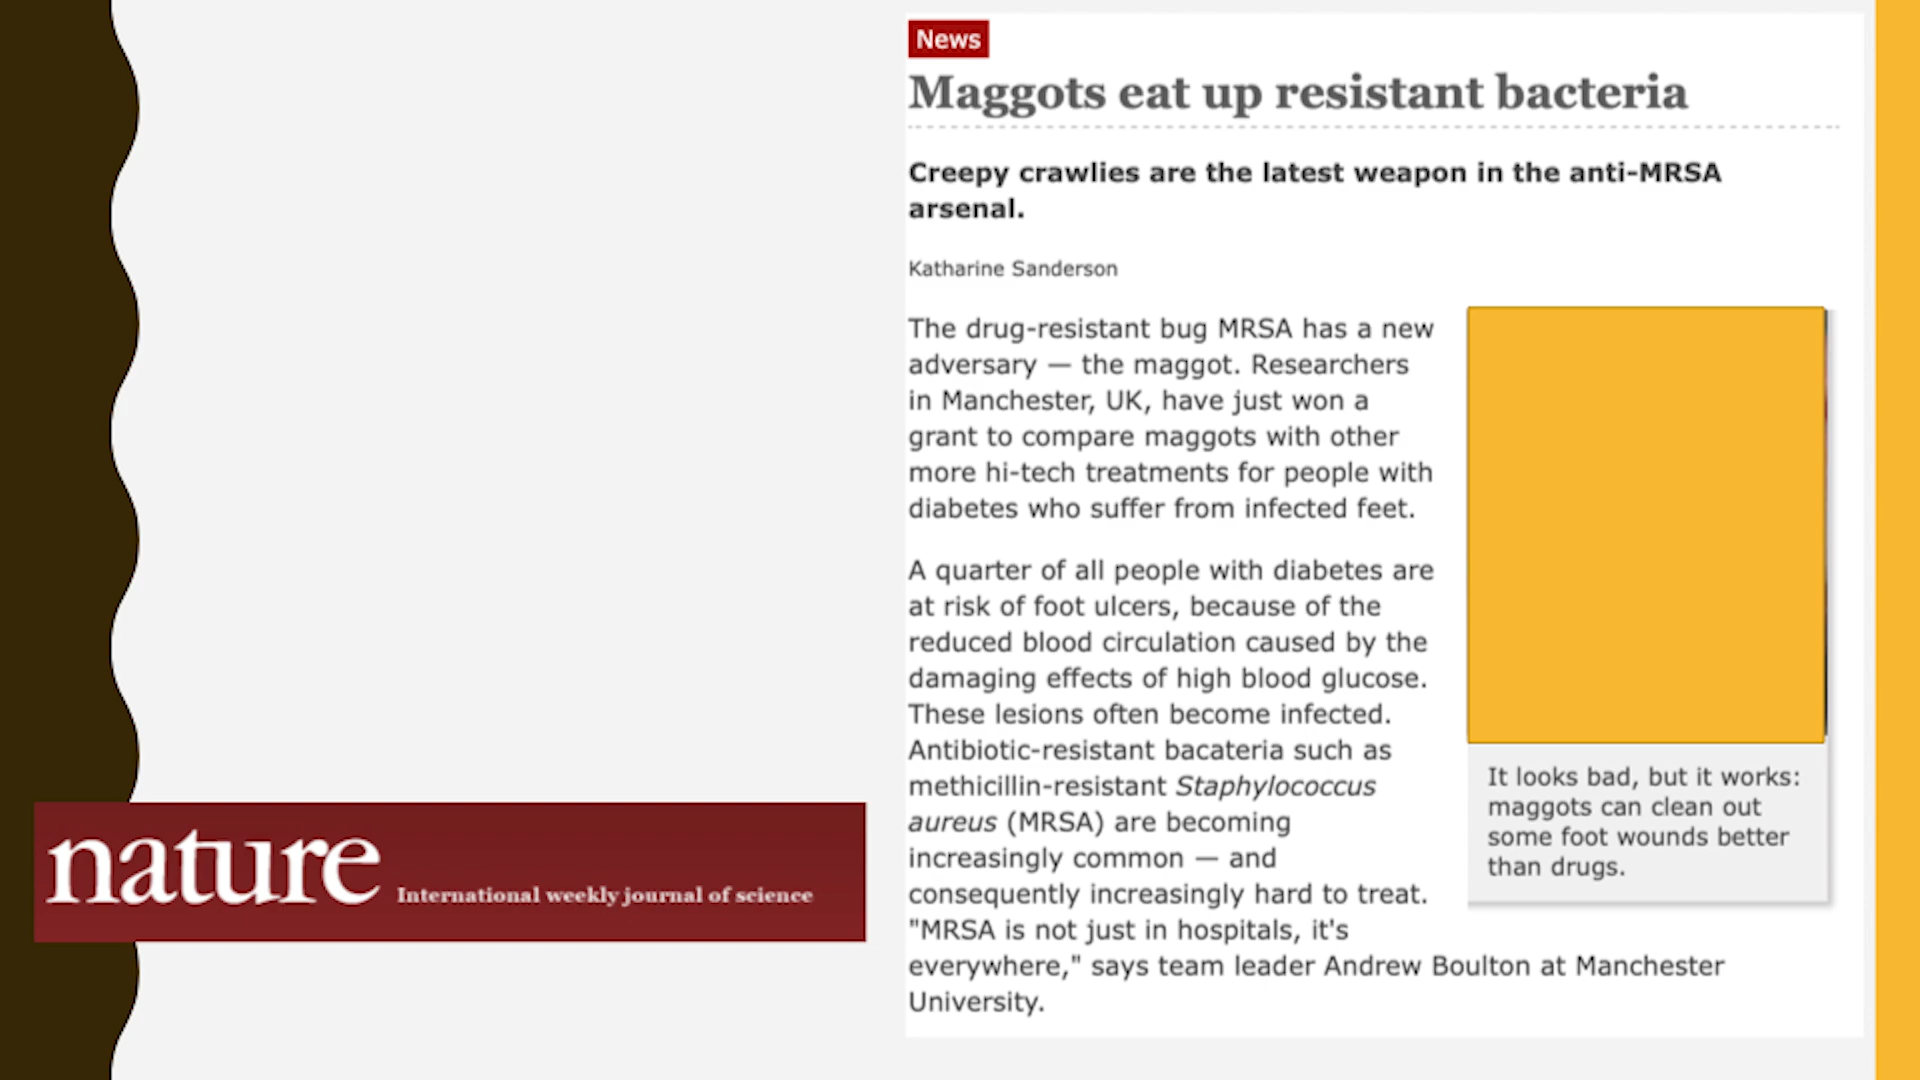 News
Maggots eat up resistant bacteria
Creepy crawlies are the latest weapon in the anti-MRSA
arsenal.
Katharine Sanderson
The drug-resistant bug MRSA has a new
adversary — the maggot. Researchers
in Manchester, UK, have just won a
grant to compare maggots with other
more hi-tech treatments for people with
diabetes who suffer from infected feet.
A quarter of all people with diabetes are
at risk of foot ulcers, because of the
reduced blood circulation caused by the
damaging effects of high blood glucose.
These lesions often become infected.
Antibiotic-resistant bacateria such as
methicillin-resistant Staphylococcus
aureus (MRSA) are becoming
increasingly common — and
consequently increasingly hard to treat.
"MRSA is not just in hospitals, it's
everywhere," says team leader Andrew Boulton at Manchester
University.
It looks bad, but it works:
maggots can clean out
some foot wounds better
than drugs.
nature International weekly journal of science